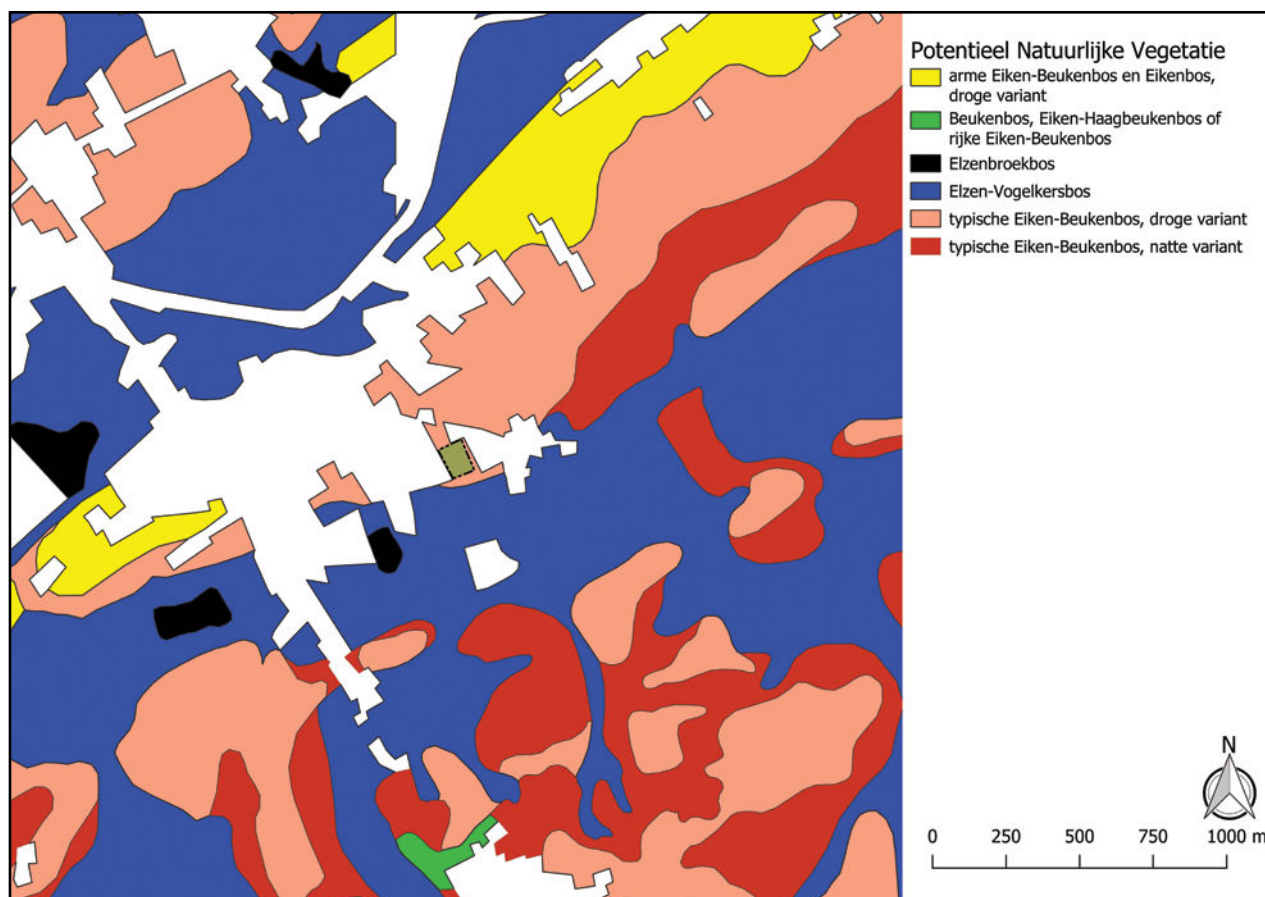 Potentieel Natuurlijke Vegetatie
arme Eiken-Beukenbos en Eikenbos,
droge variant
Beukenbos, Eiken-Haagbeukenbos of
rijke Eiken-Beukenbos
Elzenbroekbos
Elzen-Vogelkersbos
typische Eiken-Beukenbos, droge variant
typische Eiken-Beukenbos, natte variant
N
0 250 500 750 1000 m